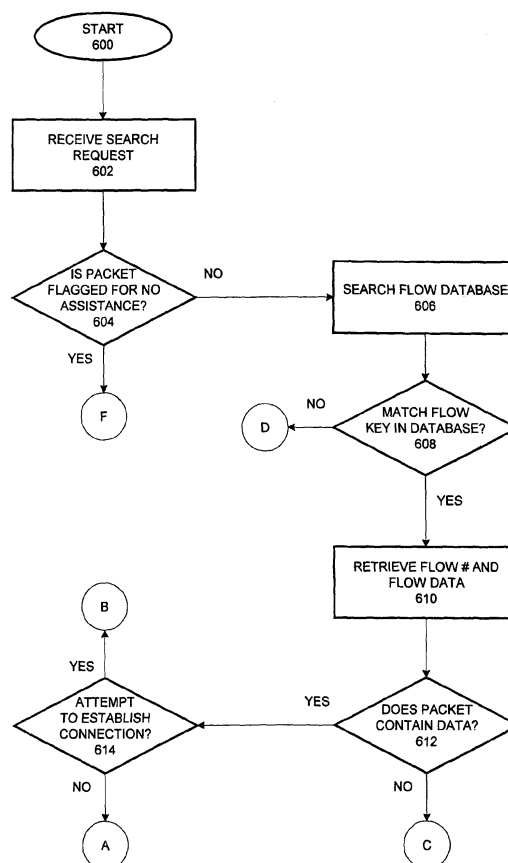 START
600
RECEIVE SEARCH
REQUEST
602
IS PACKET
FLAGGED FOR NO
ASSISTANCE?
604
NO
YES
F
SEARCH FLOW DATABASE
606
MATCH FLOW
KEY IN DATABASE?
608
NO
D
YES
RETRIEVE FLOW # AND
FLOW DATA
610
DOES PACKET
CONTAIN DATA?
612
YES
NO
C
ATTEMPT
TO ESTABLISH
CONNECTION?
614
YES
B
NO
A